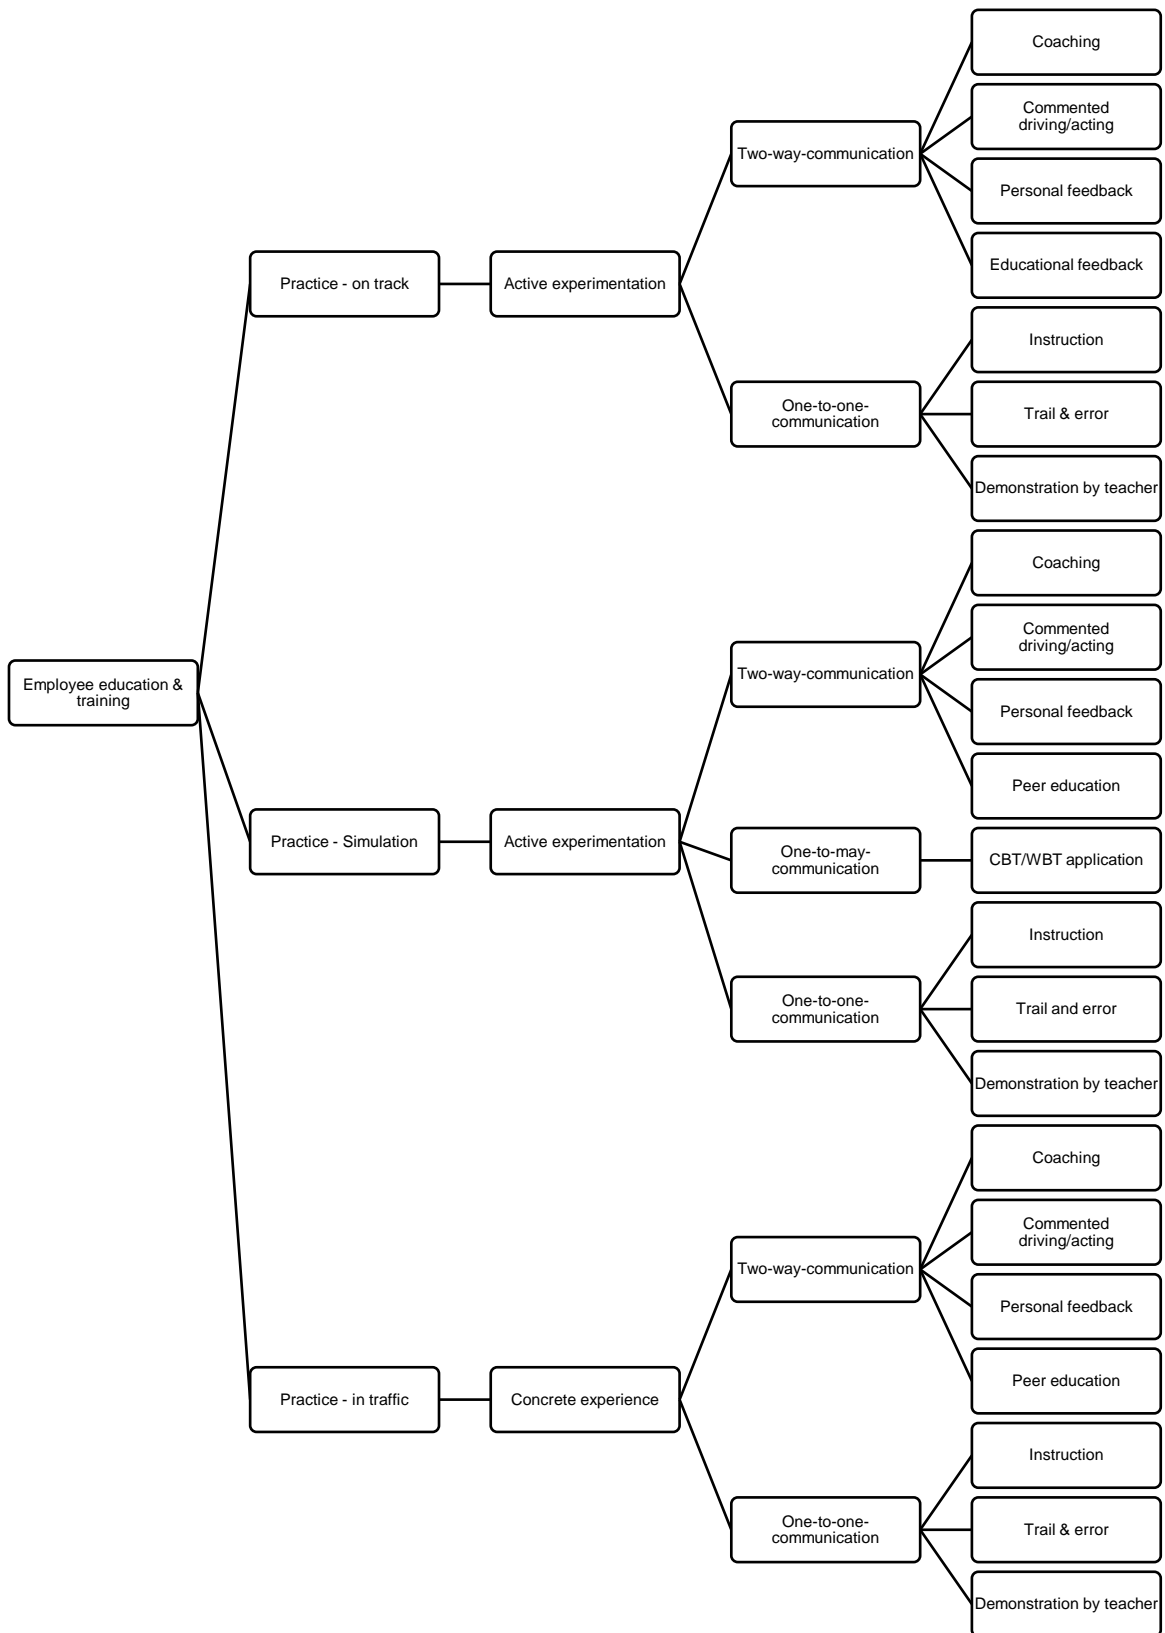 Coaching
Commented
driving/acting
Two-way-communication
Personal feedback
Educational feedback
Practice - on track
Active experimentation
Instruction
One-to-one-
communication
Trail & error
Demonstration by teacher
Coaching
Commented
driving/acting
Employee education &
training
Two-way-communication
Personal feedback
Peer education
Practice - Simulation
Active experimentation
One-to-may-
communication
CBT/WBT application
Instruction
One-to-one-
communication
Trail and error
Demonstration by teacher
Coaching
Commented
driving/acting
Two-way-communication
Personal feedback
Peer education
Practice - in traffic
Concrete experience
Instruction
One-to-one-
communication
Trail & error
Demonstration by teacher